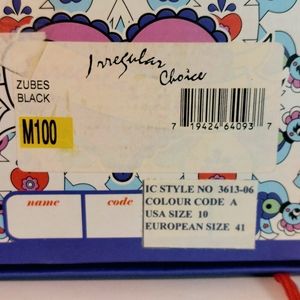 Irregular
Choice
ZUBES
BLACK
M100
7 19424 64093 7
name
code
IC STYLE NO 3613-06
COLOUR CODE A
USA SIZE 10
EUROPEAN SIZE 41